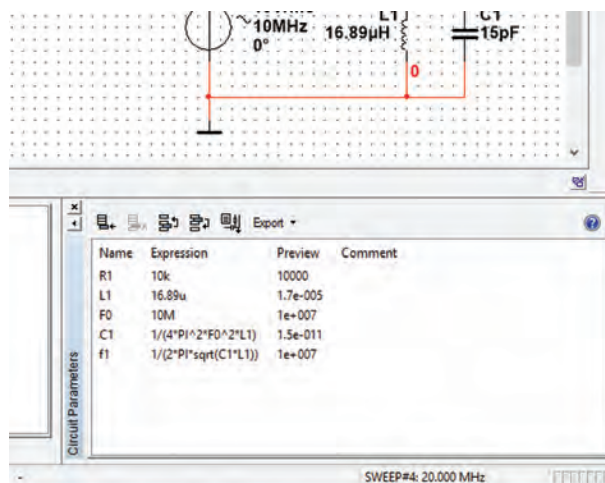 10MHz
0°
L1
16.89µH
C1
15pF
0
Export
Name Expression Preview Comment
R1 10k 10000
L1 16.89u 1.7e-005
F0 10M 1e+007
C1 1/(4*PI^2*F0^2*L1) 1.5e-011
f1 1/(2*PI*sqrt(C1*L1)) 1e+007
Circuit Parameters
SWEEP#4: 20.000 MHz